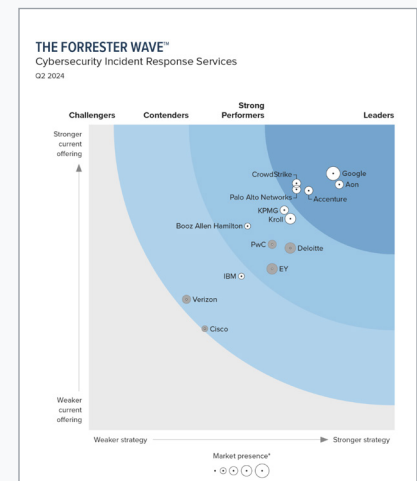 THE FORRESTER WAVE™
Cybersecurity Incident Response Services
Q2 2024
Challengers
Contenders
Strong
Performers
Leaders
Stronger
current
offering
CrowdStrike
Google
Aon
Palo Alto Networks
Accenture
KPMG
Kroll
Booz Allen Hamilton
PwC
Deloitte
EY
IBM
Verizon
Cisco
Weaker
current
offering
Weaker strategy
Stronger strategy
Market presence*